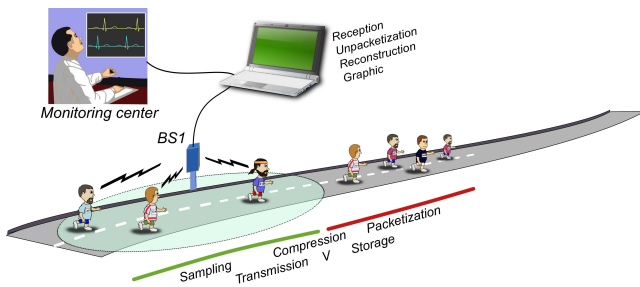 Reception
Unpacketization
Reconstruction
Graphic
Monitoring center
BS1
Sampling Compression Packetization
Transmission V Storage